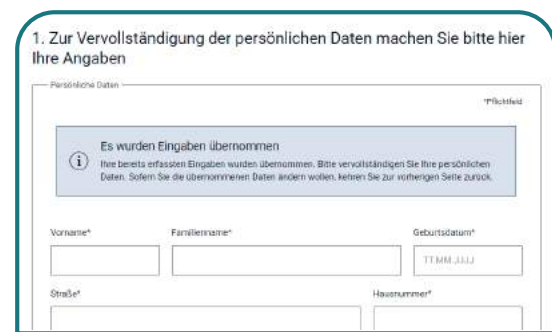 1. Zur Vervollständigung der persönlichen Daten machen Sie bitte hier
Ihre Angaben
Persönliche Daten
*Pflichtfeld
Es wurden Eingaben übernommen
Ihre bereits erfassten Eingaben wurden übernommen. Bitte vervollständigen Sie Ihre persönlichen
Daten. Sofern Sie die übernommenen Daten ändern wollen, kehren Sie zur vorherigen Seite zurück.
Vorname* Familienname* Geburtsdatum*
TT.MM.JJJJ
Straße* Hausnummer*